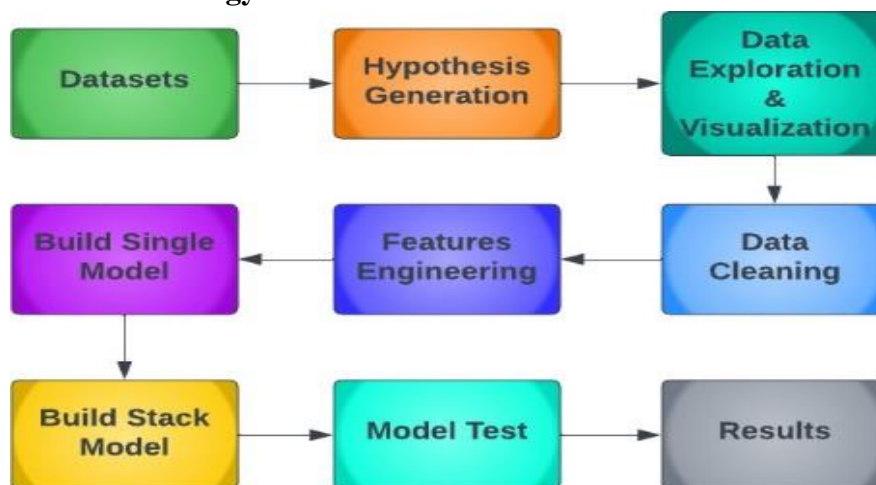 gy
Datasets
Hypothesis
Generation
Data
Exploration
&
Visualization
Build Single
Model
Features
Engineering
Data
Cleaning
Build Stack
Model
Model Test
Results